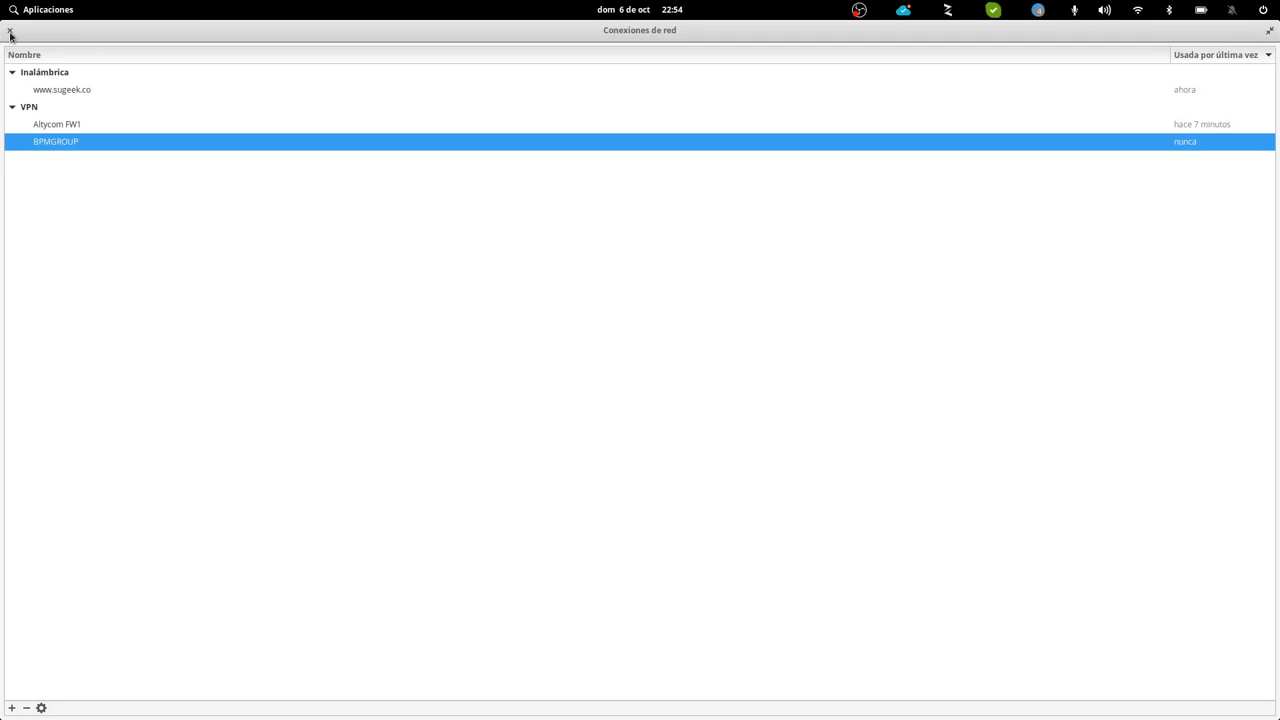 Aplicaciones
dom 6 de oct 22:54
4
Conexiones de red
Nombre
Usada por última vez
Inalámbrica
www.sugeek.co
ahora
VPN
Altycom FW1
hace 7 minutos
BPMGROUP
nunca